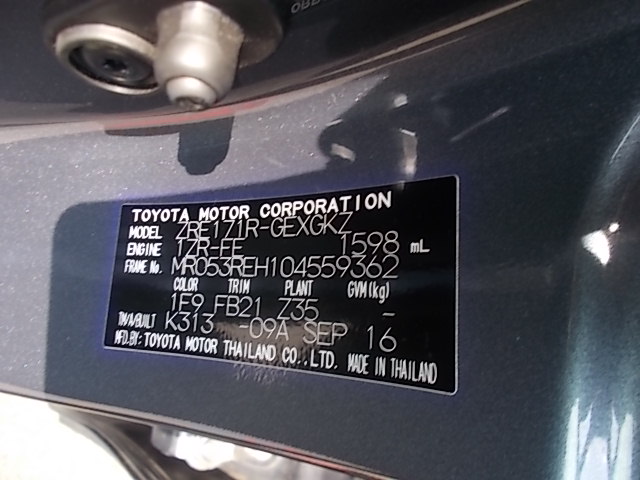 TOYOTA MOTOR CORPORATION
MODEL ZRE171R-GEXGKZ
ENGINE 1ZR-FE 1598 mL
FRAME No. MR053REH104559362
COLOR TRIM PLANT GVM(kg)
1F9 FB21 Z35 -
T/M/A/BUILT K313 -09A SEP 16
MFD.BY: TOYOTA MOTOR THAILAND CO.,LTD. MADE IN THAILAND